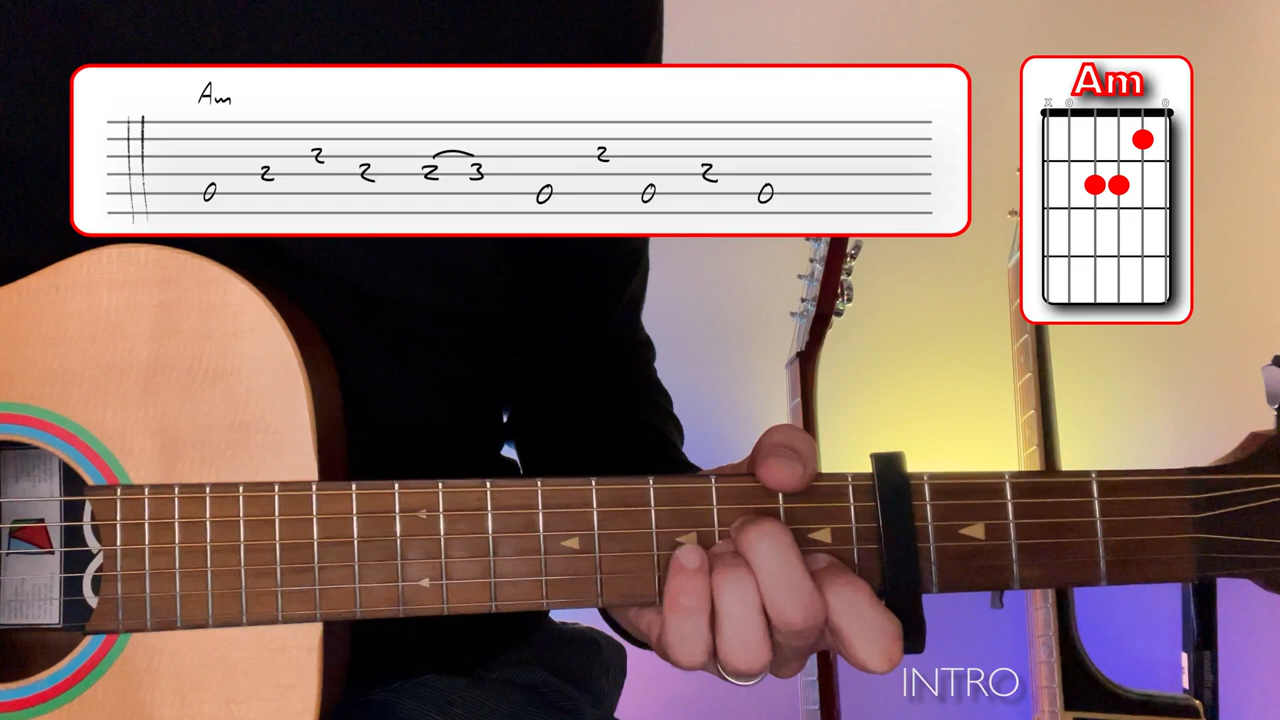 Am
2 2
2 2 2 3 2
0 0 0 0
Am
X O O
INTRO